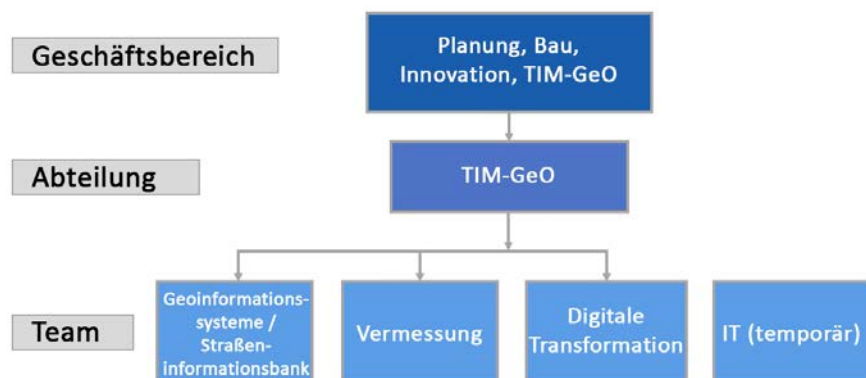 Geschäftsbereich
Planung, Bau,
Innovation, TIM-GeO
Abteilung
TIM-GeO
Team
Geoinformations-
systeme /
Straßen-
informationsbank
Vermessung
Digitale
Transformation
IT (temporär)